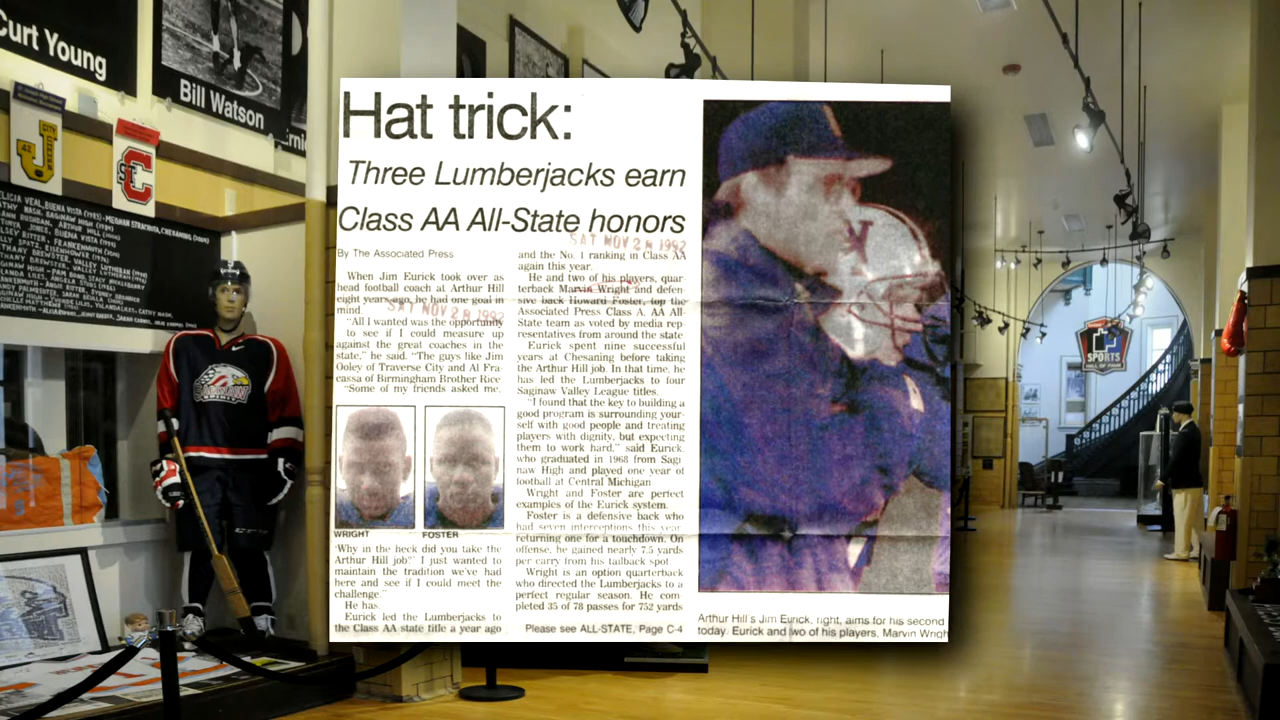 Curt Young
Bill Watson
Ernie
42
CITY
J
S C
SPORTS
HALL OF FAME
SAGINAW
SPIRIT
CCM
Hat trick:
Three Lumberjacks earn
Class AA All-State honors
SAT NOV 28 1992
By The Associated Press
When Jim Eurick took over as
head football coach at Arthur Hill
eight years ago, he had one goal in
mind.
SAT NOV 28 1992
"All I wanted was the opportunity
to see if I could measure up
against the great coaches in the
state," he said. "The guys like Jim
Ooley of Traverse City and Al Fra-
cassa of Birmingham Brother Rice
"Some of my friends asked me,
WRIGHT
FOSTER
'Why in the heck did you take the
Arthur Hill job?' I just wanted to
maintain the tradition we've had
here and see if I could meet the
challenge."
He has.
Eurick led the Lumberjacks to
the Class AA state title a year ago
and the No. 1 ranking in Class AA
again this year.
He and two of his players, quar-
terback Marvin Wright and defen-
sive back Howard Foster, top the
Associated Press Class A, AA All-
State team as voted by media rep-
resentatives from around the state
Eurick spent nine successful
years at Chesaning before taking
the Arthur Hill job. In that time, he
has led the Lumberjacks to four
Saginaw Valley League titles.
"I found that the key to building a
good program is surrounding your-
self with good people and treating
players with dignity, but expecting
them to work hard," said Eurick,
who graduated in 1968 from Sagi
naw High and played one year of
football at Central Michigan
Wright and Foster are perfect
examples of the Eurick system.
Foster is a defensive back who
had seven interceptions this year,
returning one for a touchdown. On
offense, he gained nearly 7.5 yards
per carry from his tailback spot
Wright is an option quarterback
who directed the Lumberjacks to a
perfect regular season. He com-
pleted 35 of 78 passes for 752 yards
Please see ALL-STATE, Page C-4
Arthur Hill's Jim Eurick, right, aims for his second
today. Eurick and two of his players, Marvin Wrigh